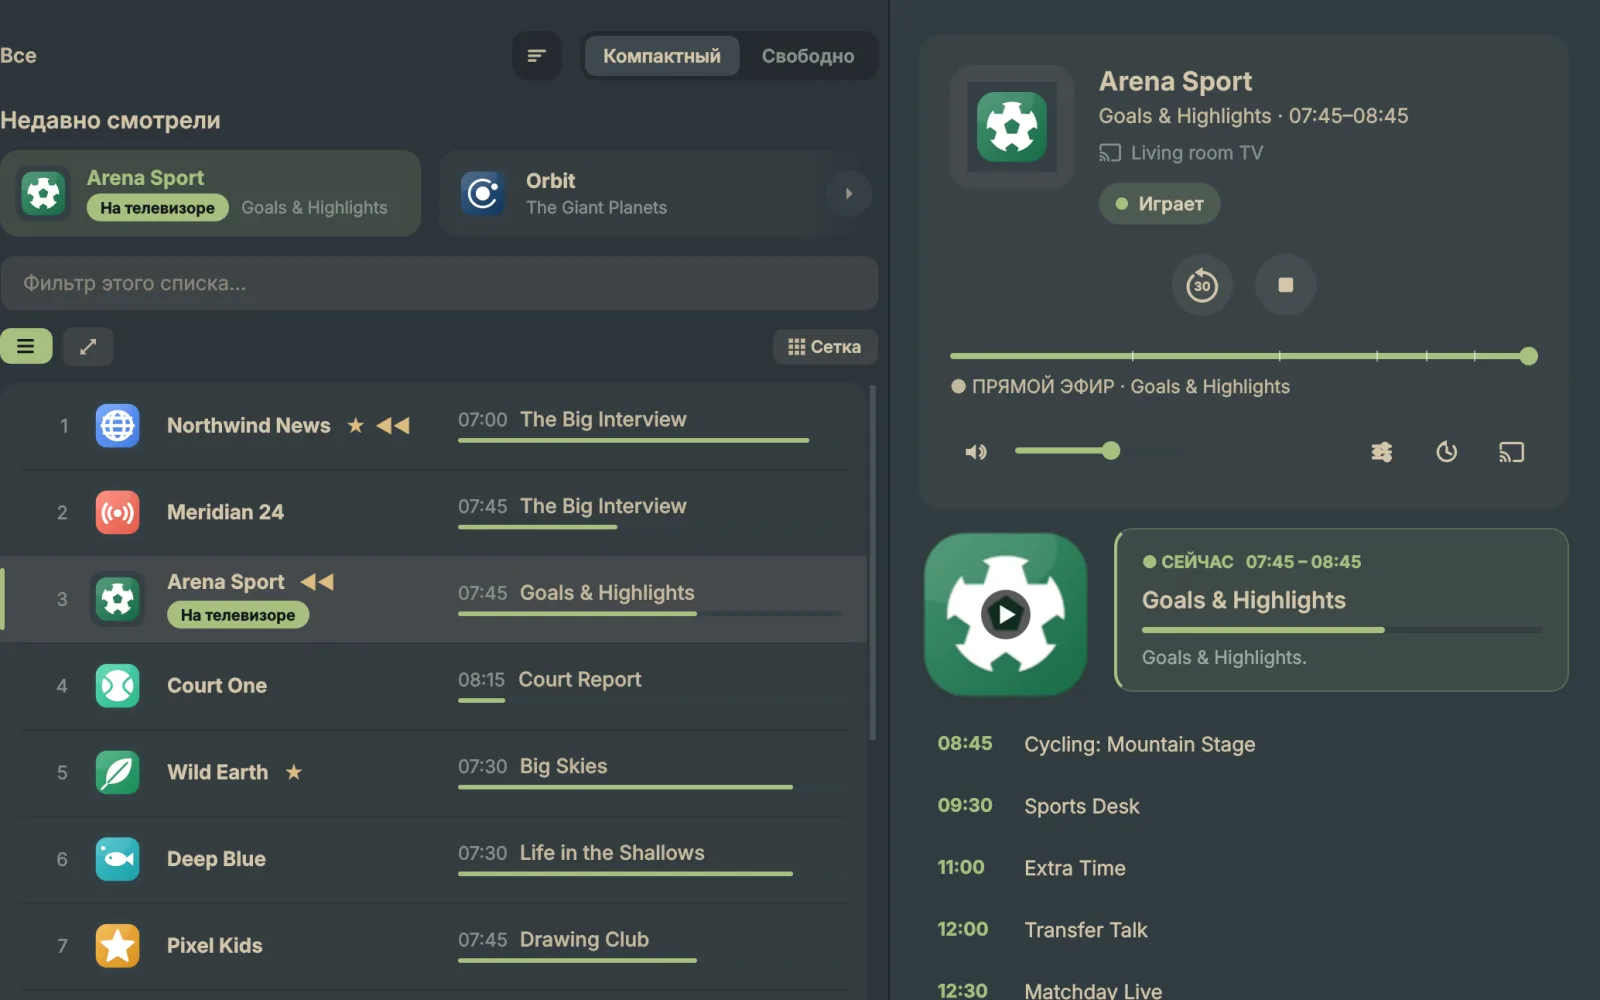 Все
Компактный
Свободно
Недавно смотрели
Arena Sport
На телевизоре
Goals & Highlights
Orbit
The Giant Planets
Фильтр этого списка...
Сетка
1
Northwind News
07:00 The Big Interview
2
Meridian 24
07:45 The Big Interview
3
Arena Sport
На телевизоре
07:45 Goals & Highlights
4
Court One
08:15 Court Report
5
Wild Earth
07:30 Big Skies
6
Deep Blue
07:30 Life in the Shallows
7
Pixel Kids
07:45 Drawing Club
Arena Sport
Goals & Highlights · 07:45–08:45
Living room TV
Играет
30
ПРЯМОЙ ЭФИР · Goals & Highlights
СЕЙЧАС 07:45 – 08:45
Goals & Highlights
Goals & Highlights.
08:45 Cycling: Mountain Stage
09:30 Sports Desk
11:00 Extra Time
12:00 Transfer Talk
12:30 Matchday Live